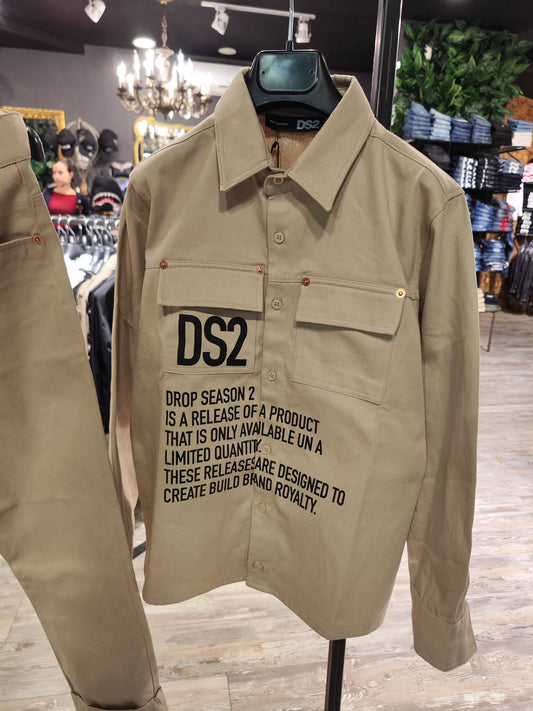 DS2
DS2
DROP SEASON 2
IS A RELEASE OF A PRODUCT
THAT IS ONLY AVAILABLE UN A
LIMITED QUANTITY.
THESE RELEASES ARE DESIGNED TO
CREATE BUILD BRAND ROYALTY.